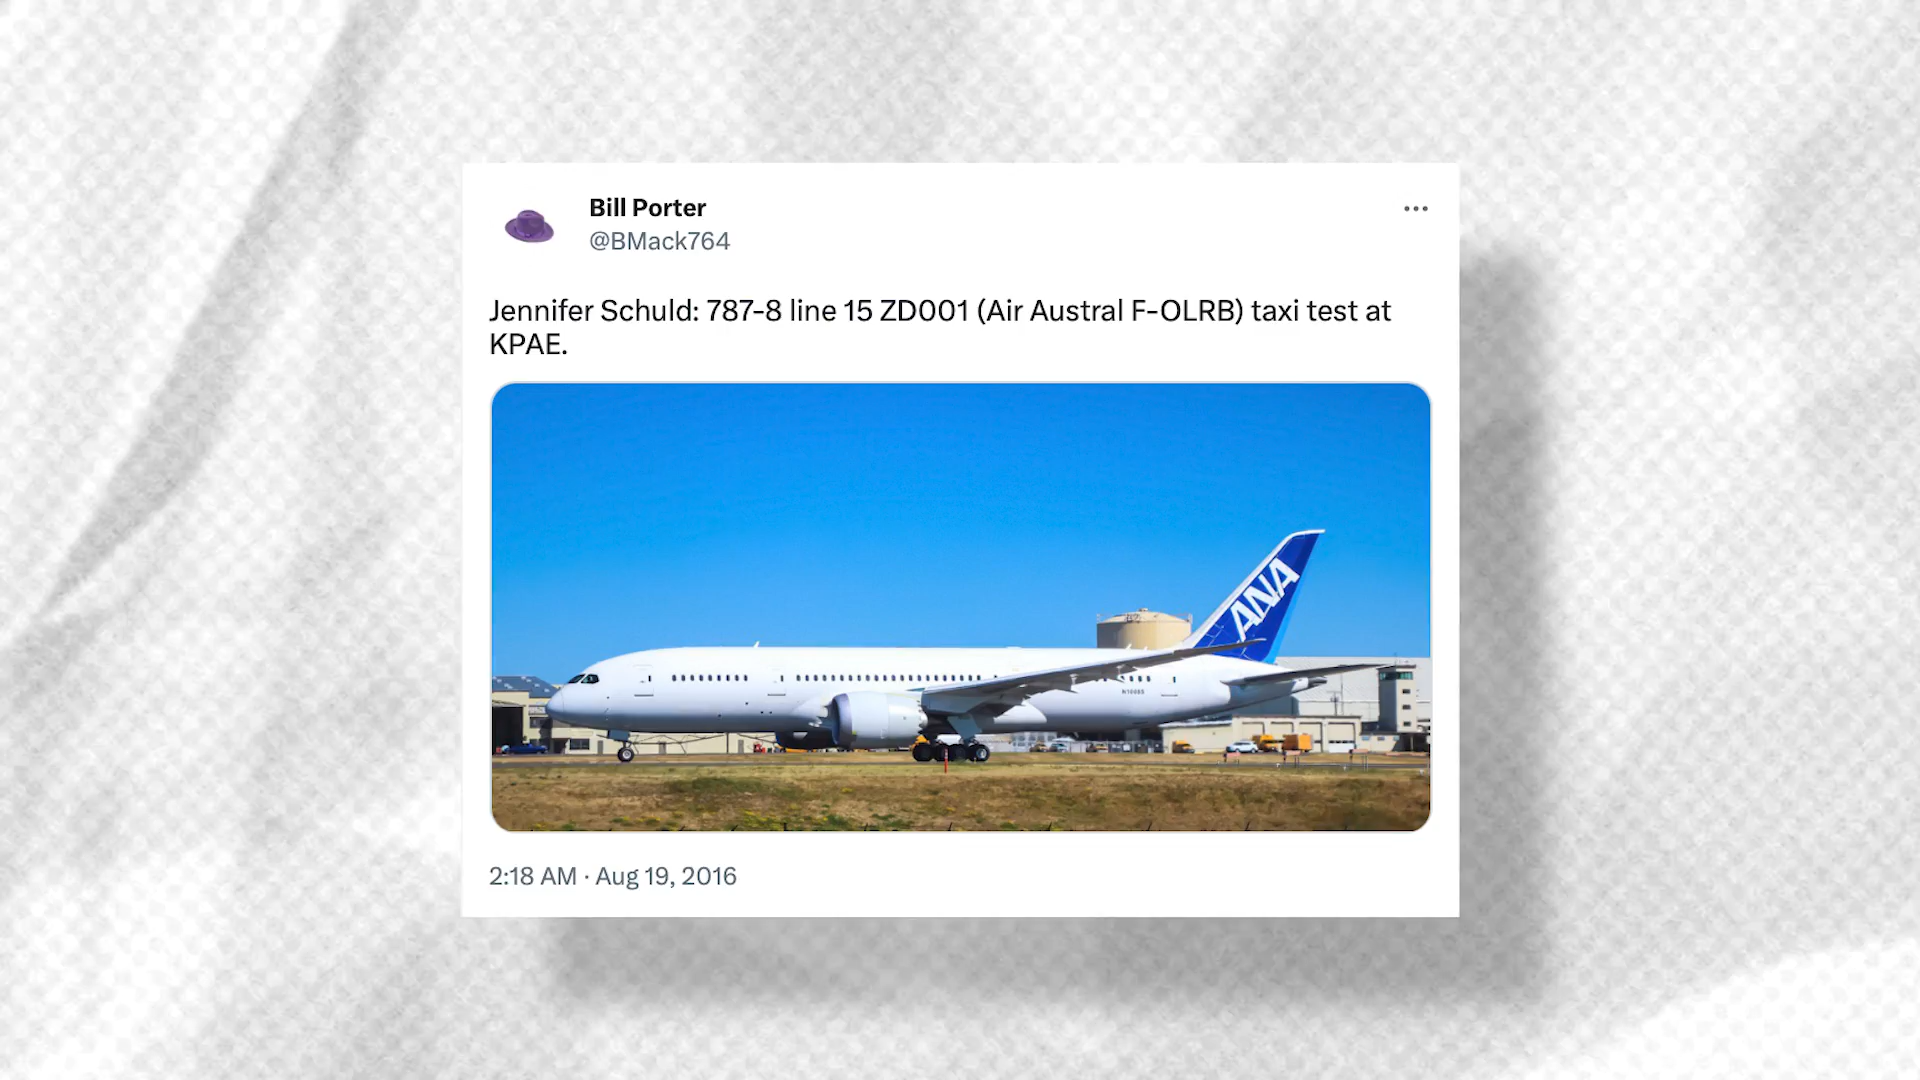 Bill Porter
@BMack764
Jennifer Schuld: 787-8 line 15 ZD001 (Air Austral F-OLRB) taxi test at
KPAE.
ANA
2:18 AM · Aug 19, 2016